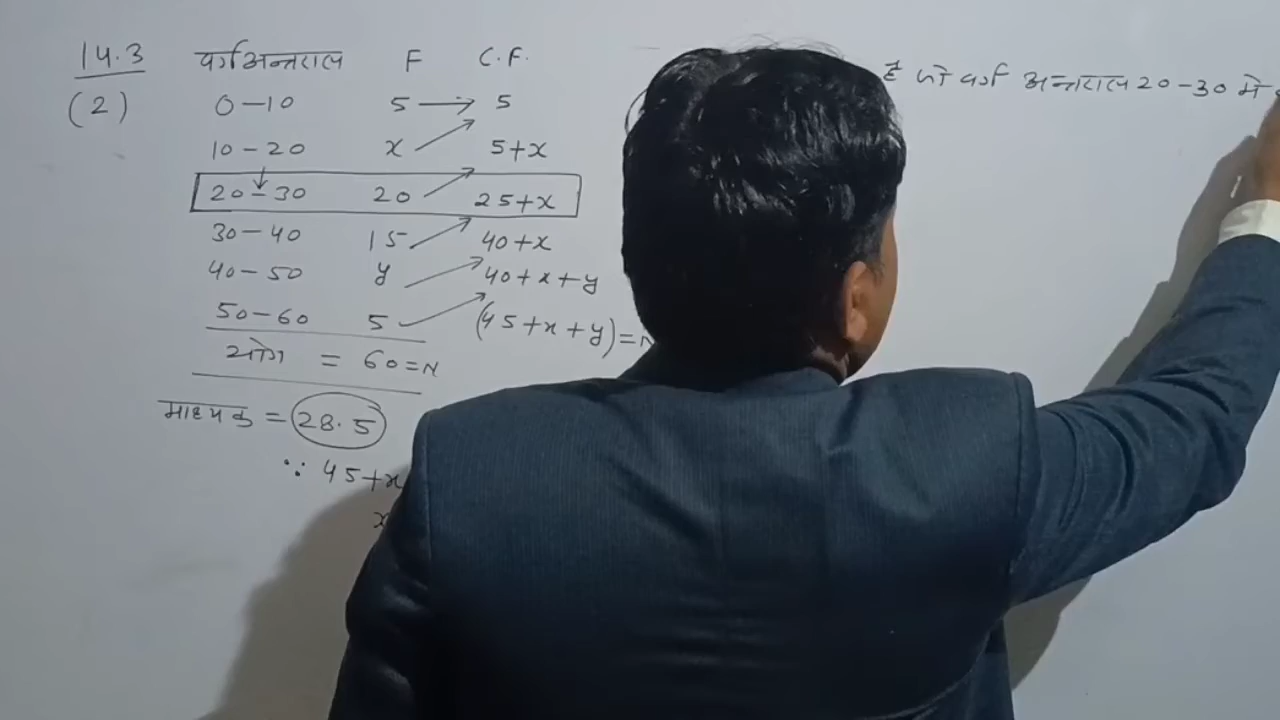 14.3 वर्ग अन्तराल F C.F.
(2) 0-10 5 → 5
10-20 x 5+x
20-30 20 25+x
30-40 15 40+x
40-50 y 40+x+y
50-60 5 (45+x+y)=N
योग = 60=N
माध्यक = 28.5
∵ 45+x
x
है जो वर्ग अन्तराल 20-30 में